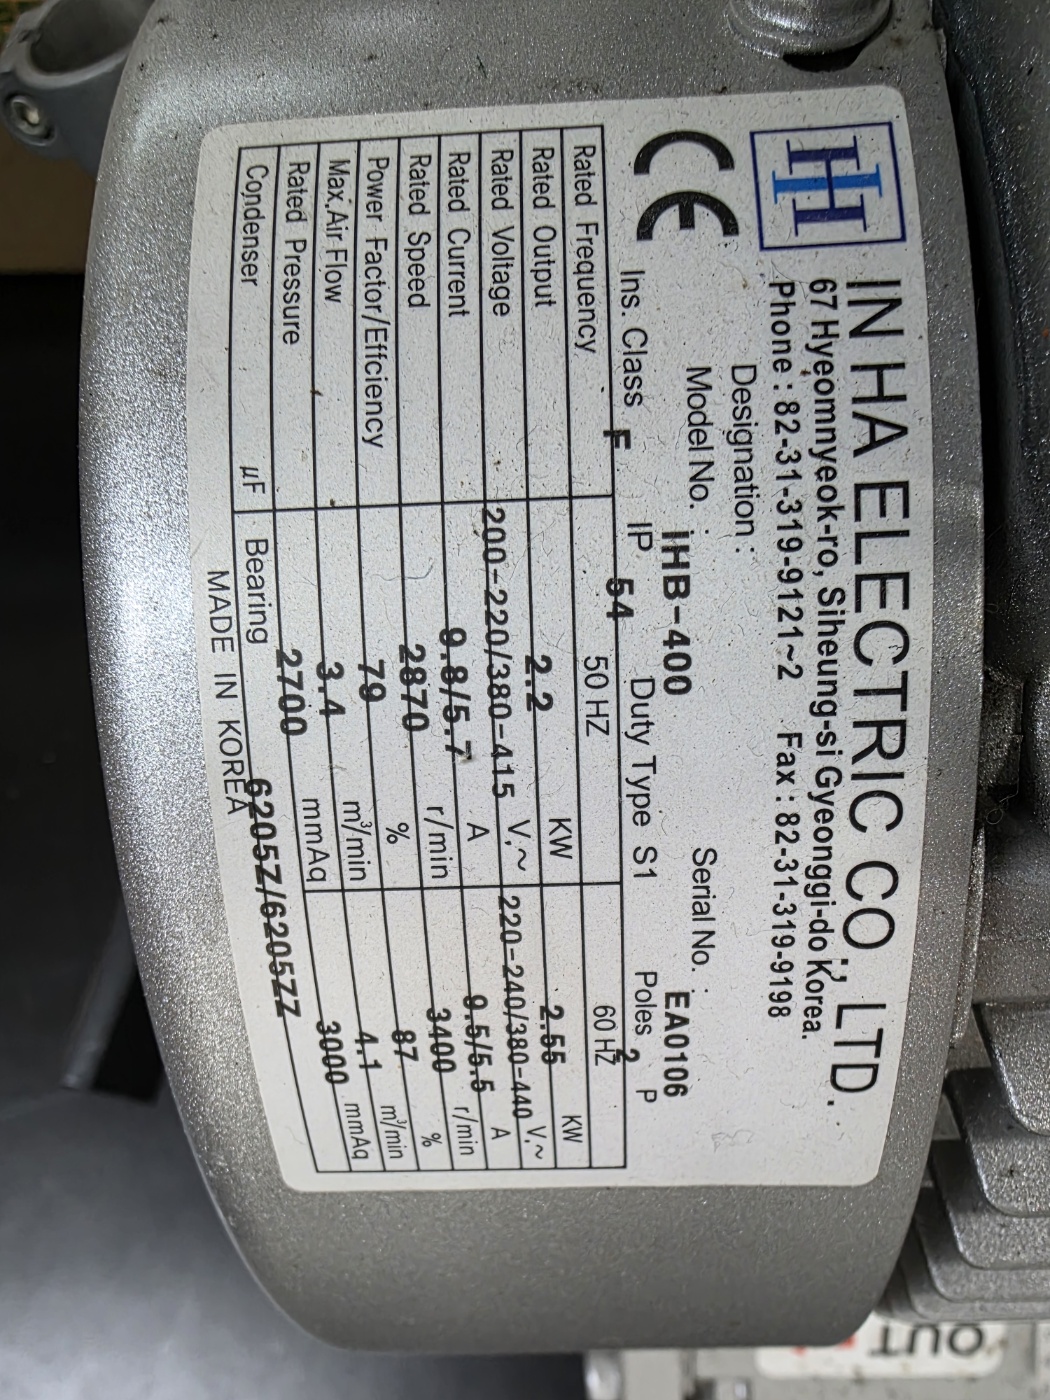 IN HA ELECTRIC CO., LTD.
67 Hyeomnyeok-ro, Siheung-si Gyeonggi-do Korea.
Phone : 82-31-319-9121~2 Fax : 82-31-319-9198
CE
Designation :
Model No. : IHB-400 Serial No. : EA0106
Ins. Class F IP 54 Duty Type S1 Poles 2 P
Rated Frequency 50 HZ 60 HZ
Rated Output 2.2 KW 2.55 KW
Rated Voltage 200-220/380-415 V.~ 220-240/380-440 V.~
Rated Current 9.8/5.7 A 9.5/5.5 A
Rated Speed 2870 r/min 3400 r/min
Power Factor/Effciency 79 % 87 %
Max,Air Flow 3.4 m³/min 4.1 m³/min
Rated Pressure 2700 mmAq 3000 mmAq
Condenser µF Bearing 6205Z/6205ZZ
MADE IN KOREA
OUT